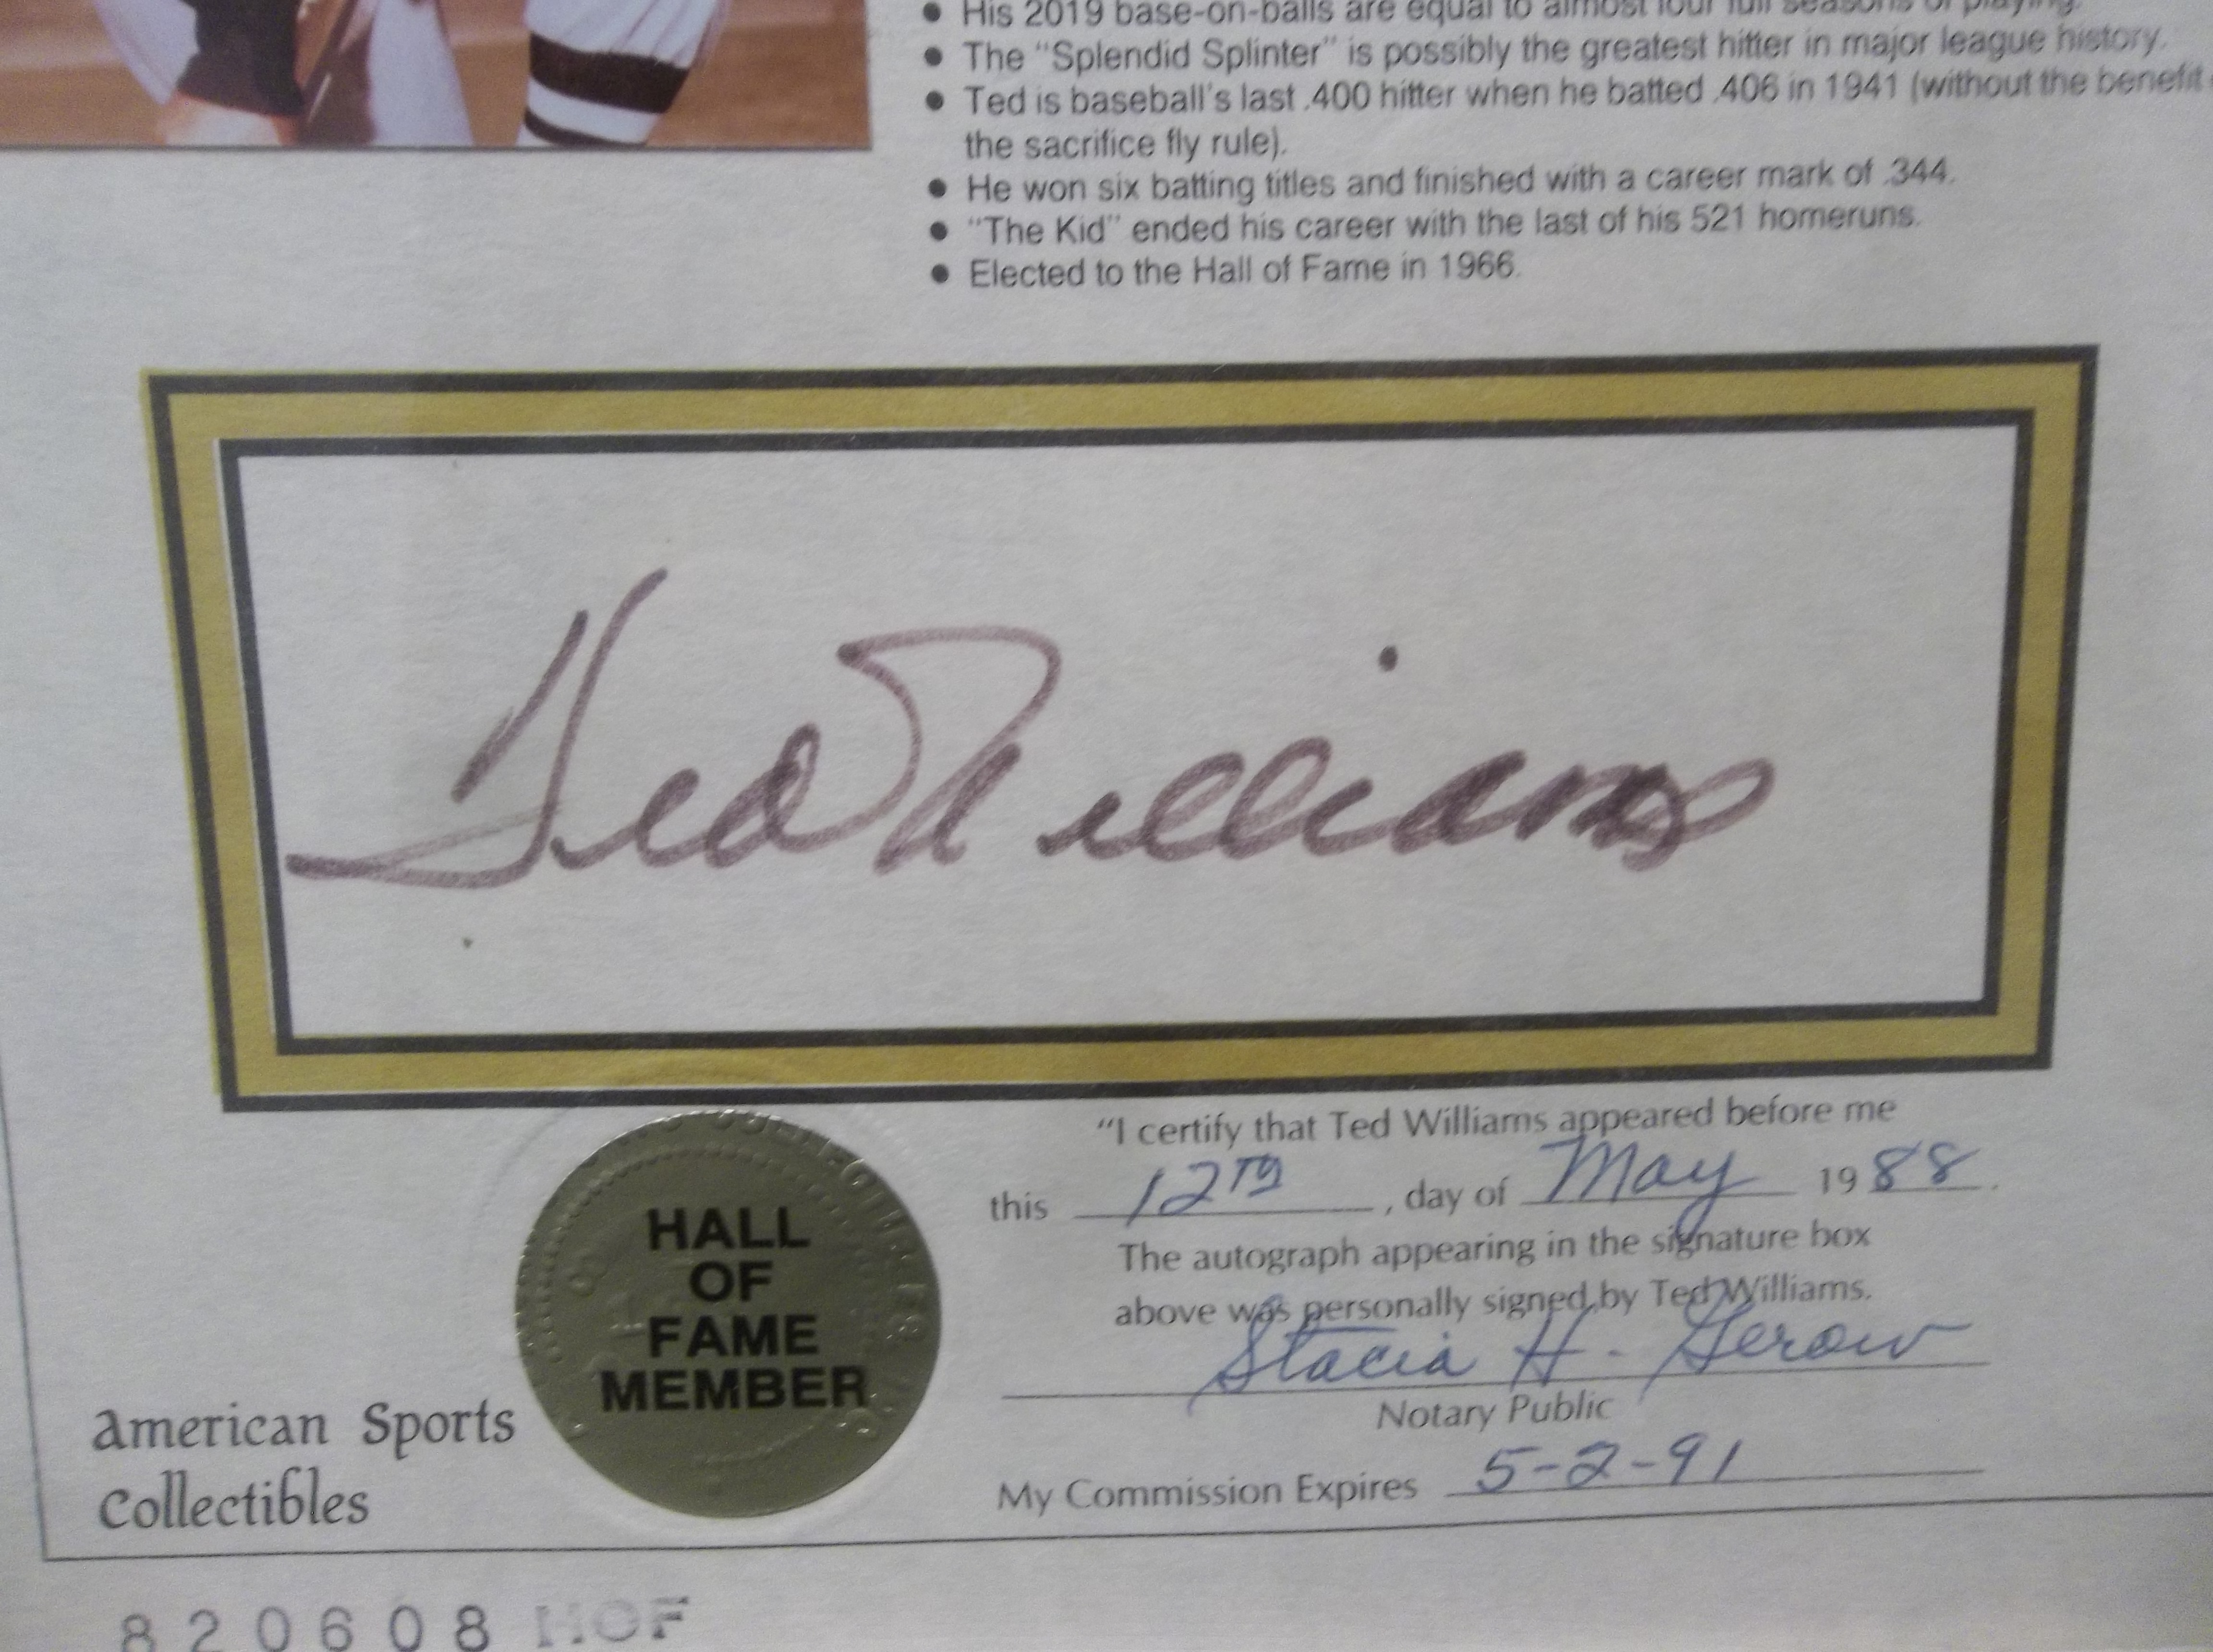 • His 2019 base-on-balls are equal to almost four full seasons of playing.
• The "Splendid Splinter" is possibly the greatest hitter in major league history.
• Ted is baseball's last .400 hitter when he batted .406 in 1941 (without the benefit
the sacrifice fly rule).
• He won six batting titles and finished with a career mark of .344.
• "The Kid" ended his career with the last of his 521 homeruns.
• Elected to the Hall of Fame in 1966.
Ted Williams
"I certify that Ted Williams appeared before me
this 12TH, day of May 1988.
The autograph appearing in the signature box
above was personally signed by Ted Williams.
Stacia H. Gerow
Notary Public
My Commission Expires 5-2-91
HALL
OF
FAME
MEMBER
American Sports
Collectibles
820608 HOF